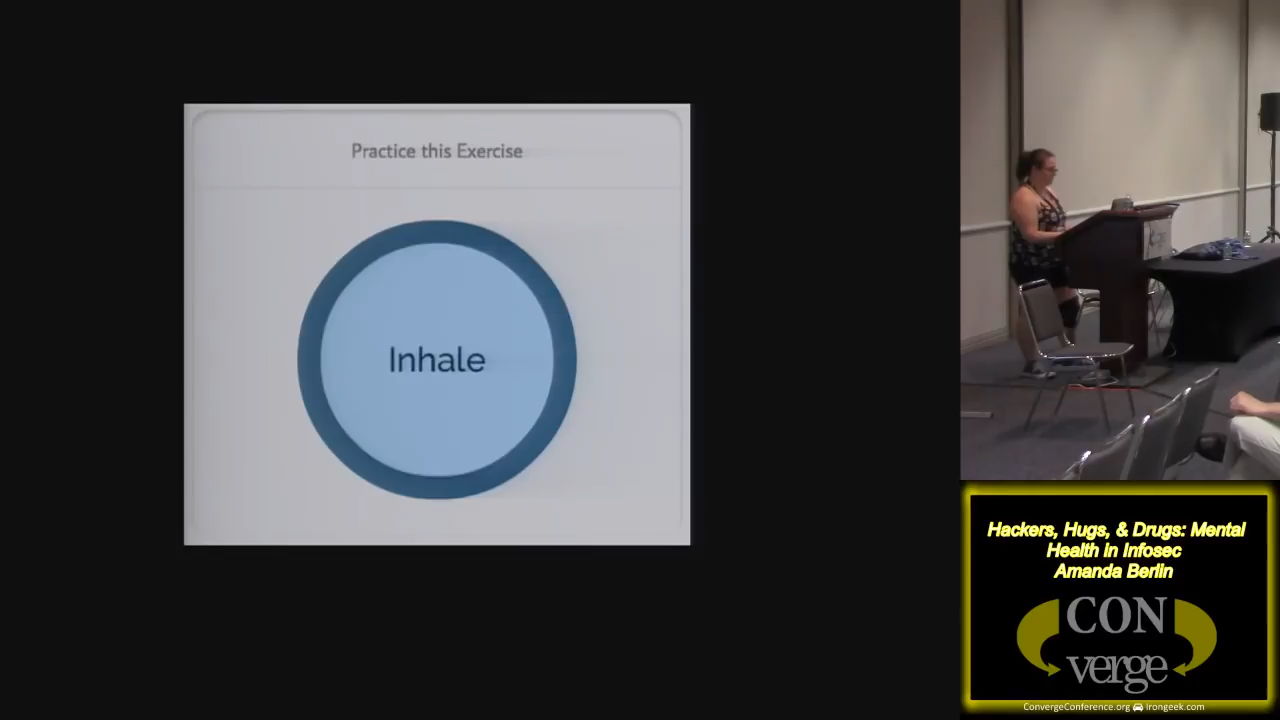 Practice this Exercise
Inhale
Hackers, Hugs, & Drugs: Mental
Health in Infosec
Amanda Berlin
CON
verge
ConvergeConference.org Irongeek.com